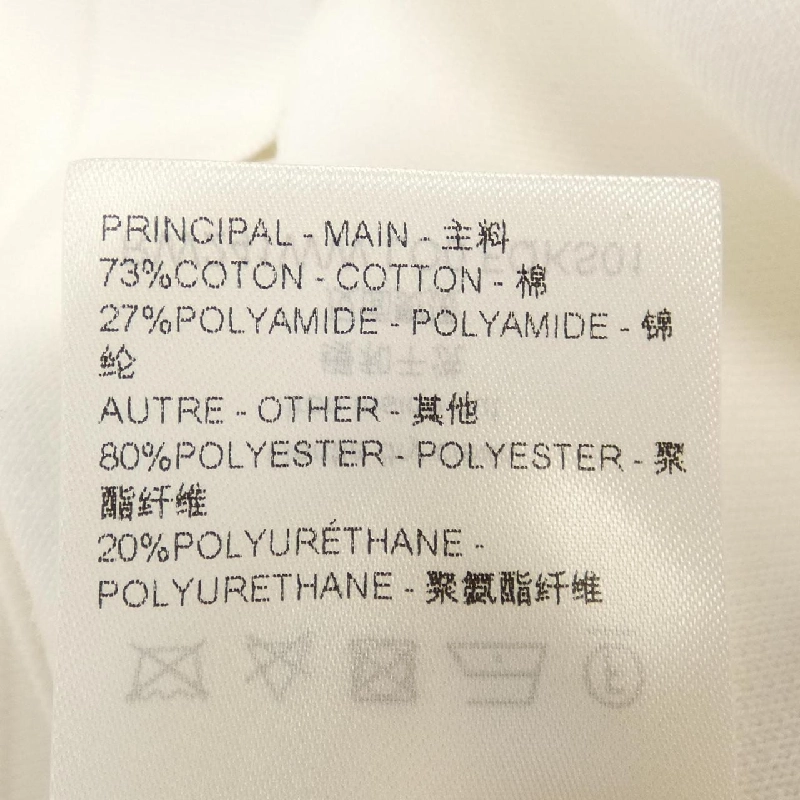 PRINCIPAL - MAIN - 主料
73%COTON - COTTON - 棉
27%POLYAMIDE - POLYAMIDE - 锦
纶
AUTRE - OTHER - 其他
80%POLYESTER - POLYESTER - 聚
酯纤维
20%POLYURÉTHANE -
POLYURETHANE - 聚氨酯纤维